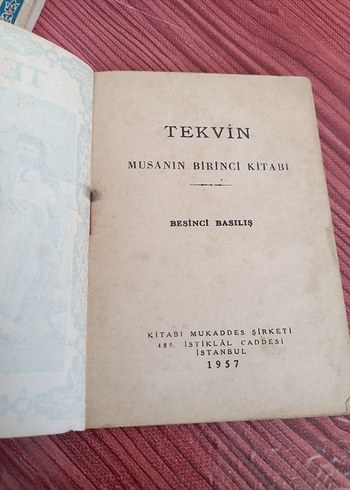 TEKVİN
MUSANIN BİRİNCİ KİTABI
BEŞİNCİ BASILIŞ
KİTABI MUKADDES ŞİRKETİ
489, İSTİKLÂL CADDESİ
İSTANBUL
1957